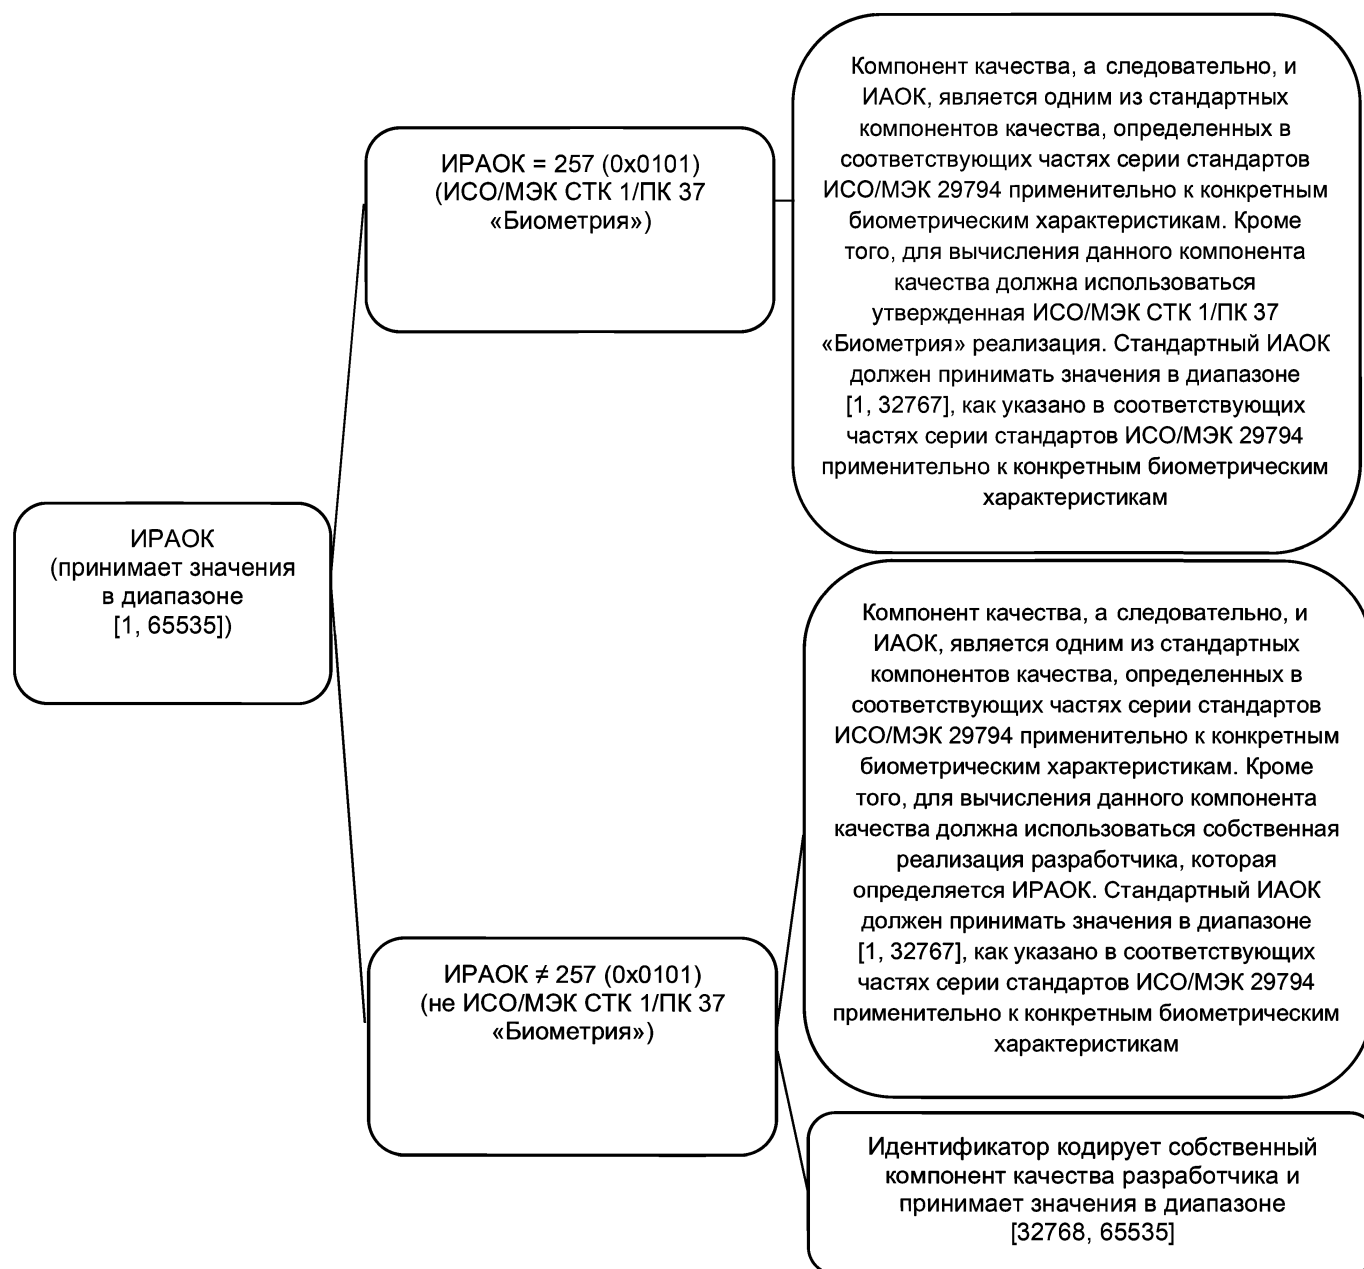 ИРАОК
(принимает значения
в диапазоне
[1, 65535])
ИРАОК = 257 (0x0101)
(ИСО/МЭК СТК 1/ПК 37
«Биометрия»)
Компонент качества, а следовательно, и
ИАОК, является одним из стандартных
компонентов качества, определенных в
соответствующих частях серии стандартов
ИСО/МЭК 29794 применительно к конкретным
биометрическим характеристикам. Кроме
того, для вычисления данного компонента
качества должна использоваться
утвержденная ИСО/МЭК СТК 1/ПК 37
«Биометрия» реализация. Стандартный ИАОК
должен принимать значения в диапазоне
[1, 32767], как указано в соответствующих
частях серии стандартов ИСО/МЭК 29794
применительно к конкретным биометрическим
характеристикам
ИРАОК ≠ 257 (0x0101)
(не ИСО/МЭК СТК 1/ПК 37
«Биометрия»)
Компонент качества, а следовательно, и
ИАОК, является одним из стандартных
компонентов качества, определенных в
соответствующих частях серии стандартов
ИСО/МЭК 29794 применительно к конкретным
биометрическим характеристикам. Кроме
того, для вычисления данного компонента
качества должна использоваться собственная
реализация разработчика, которая
определяется ИРАОК. Стандартный ИАОК
должен принимать значения в диапазоне
[1, 32767], как указано в соответствующих
частях серии стандартов ИСО/МЭК 29794
применительно к конкретным биометрическим
характеристикам
Идентификатор кодирует собственный
компонент качества разработчика и
принимает значения в диапазоне
[32768, 65535]